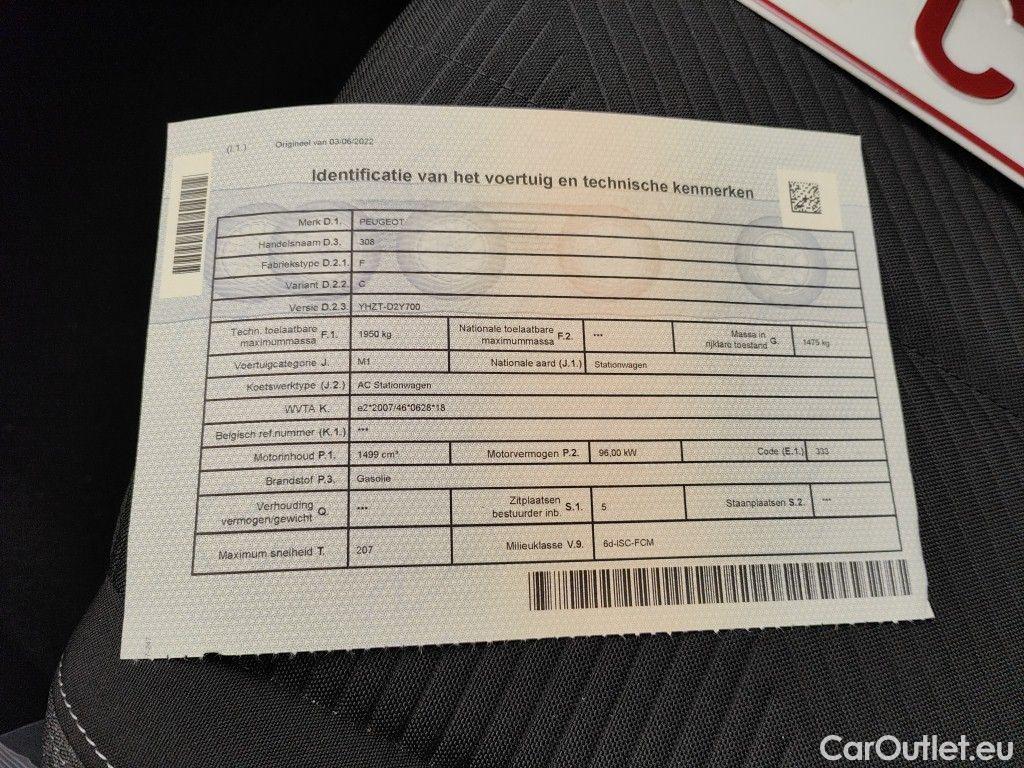 C
(I.1.) Origineel van 03/06/2022
Identificatie van het voertuig en technische kenmerken
Merk D.1. PEUGEOT
Handelsnaam D.3. 308
Fabriekstype D.2.1. F
Variant D.2.2. C
Versie D.2.3. YHZT-D2Y700
Techn. toelaatbare maximummassa F.1. 1950 kg Nationale toelaatbare maximummassa F.2. *** Massa in rijklare toestand G. 1475 kg
Voertuigcategorie J. M1 Nationale aard (J.1.) Stationwagen
Koetswerktype (J.2.) AC Stationwagen
WVTA K. e2*2007/46*0628*18
Belgisch ref.nummer (K.1.) ***
Motorinhoud P.1. 1499 cm³ Motorvermogen P.2. 96,00 kW Code (E.1.) 333
Brandstof P.3. Gasolie
Verhouding vermogen/gewicht Q. *** Zitplaatsen bestuurder inb. S.1. 5 Staanplaatsen S.2. ***
Maximum snelheid T. 207 Milieuklasse V.9. 6d-ISC-FCM
CarOutlet.eu